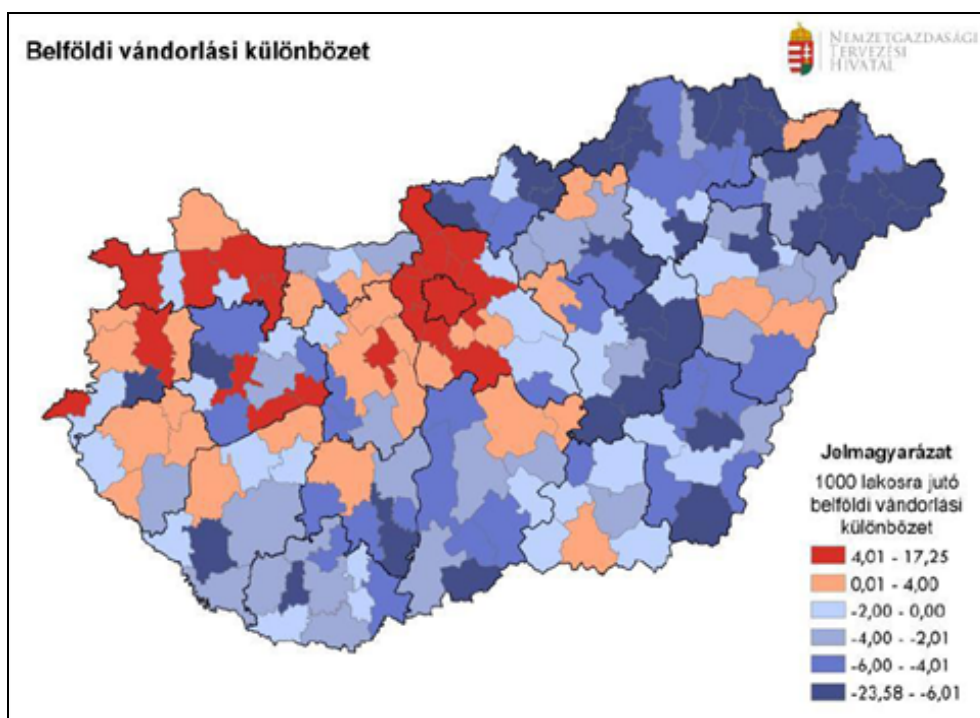 Belföldi vándorlási különbözet
NEMZETGAZDASÁGI
TERVEZÉSI
HIVATAL
Jelmagyarázat
1000 lakosra jutó
belföldi vándorlási
különbözet
4,01 - 17,25
0,01 - 4,00
-2,00 - 0,00
-4,00 - -2,01
-6,00 - -4,01
-23,58 - -6,01